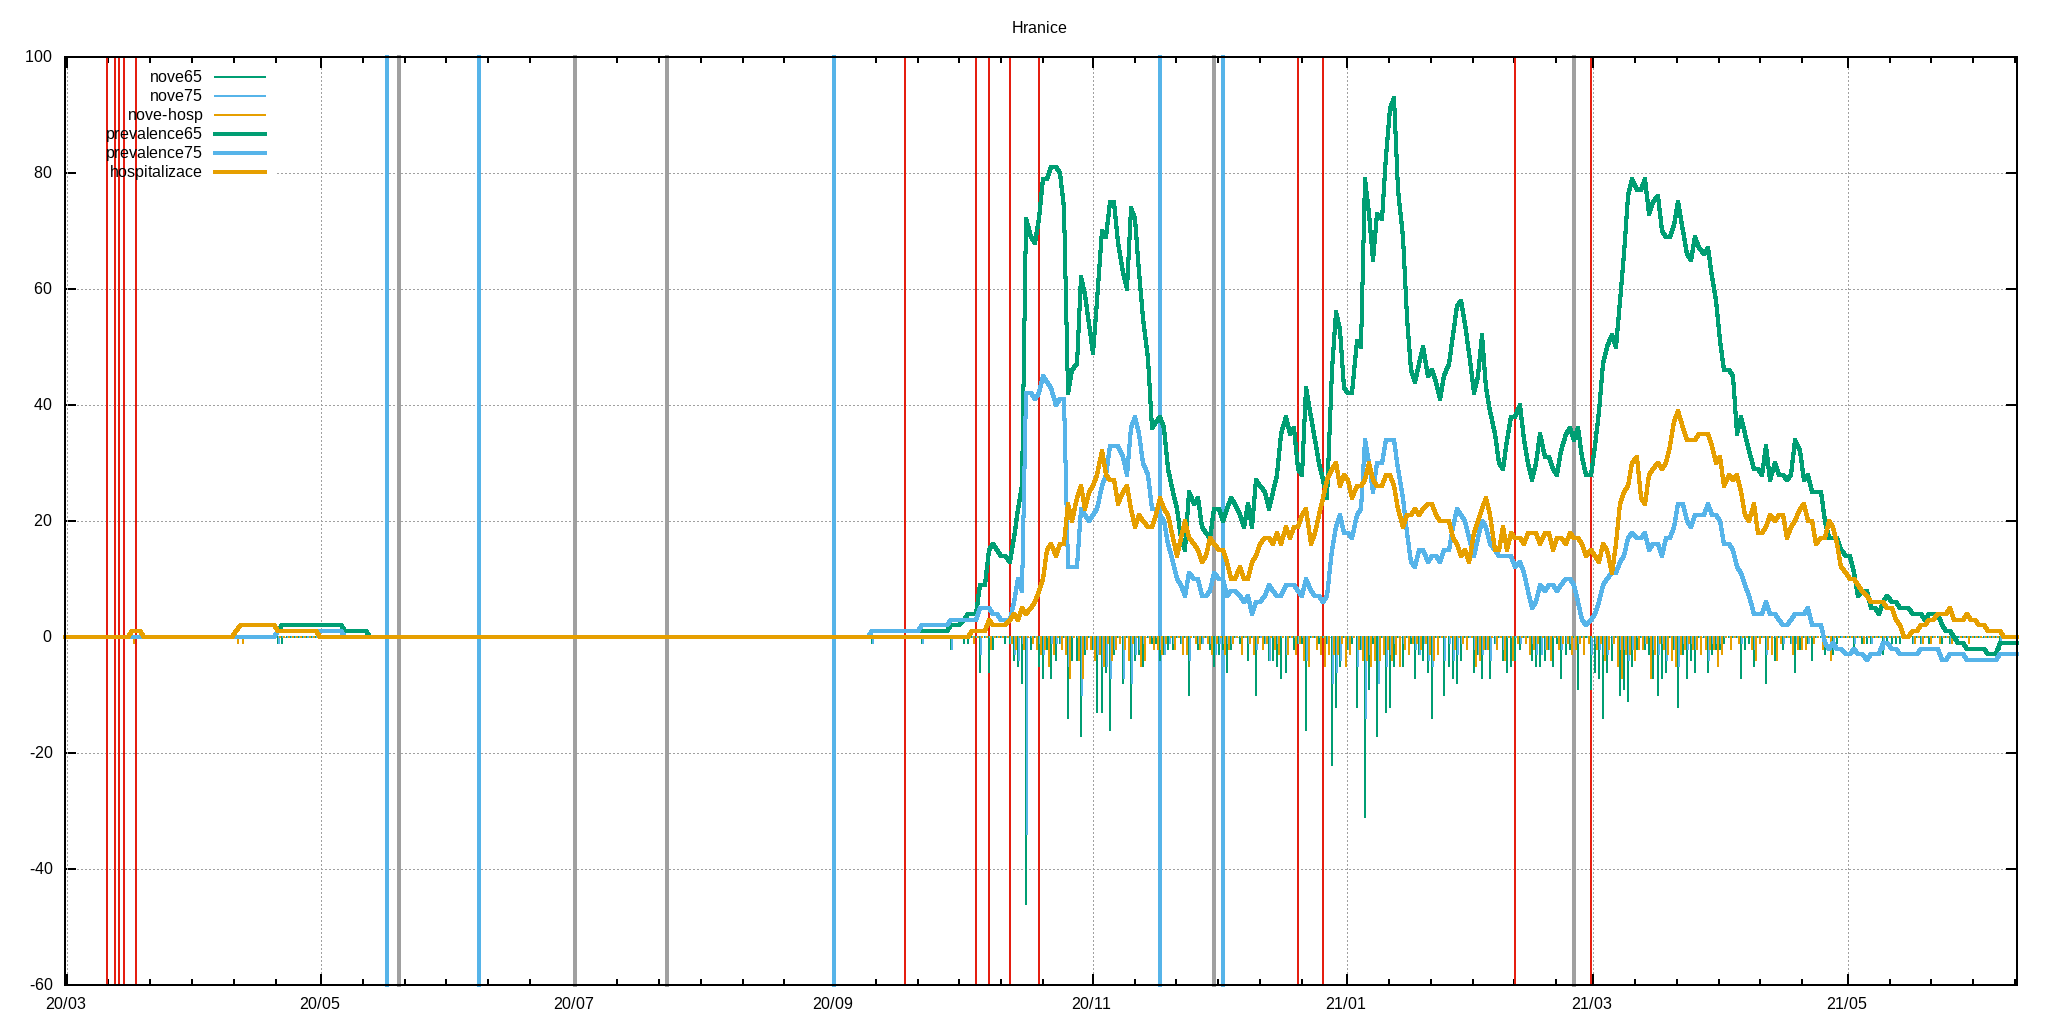 Hranice
100
80
60
40
20
0
-20
-40
-60
nove65
nove75
nove-hosp
prevalence65
prevalence75
hospitalizace
20/03 20/05 20/07 20/09 20/11 21/01 21/03 21/05